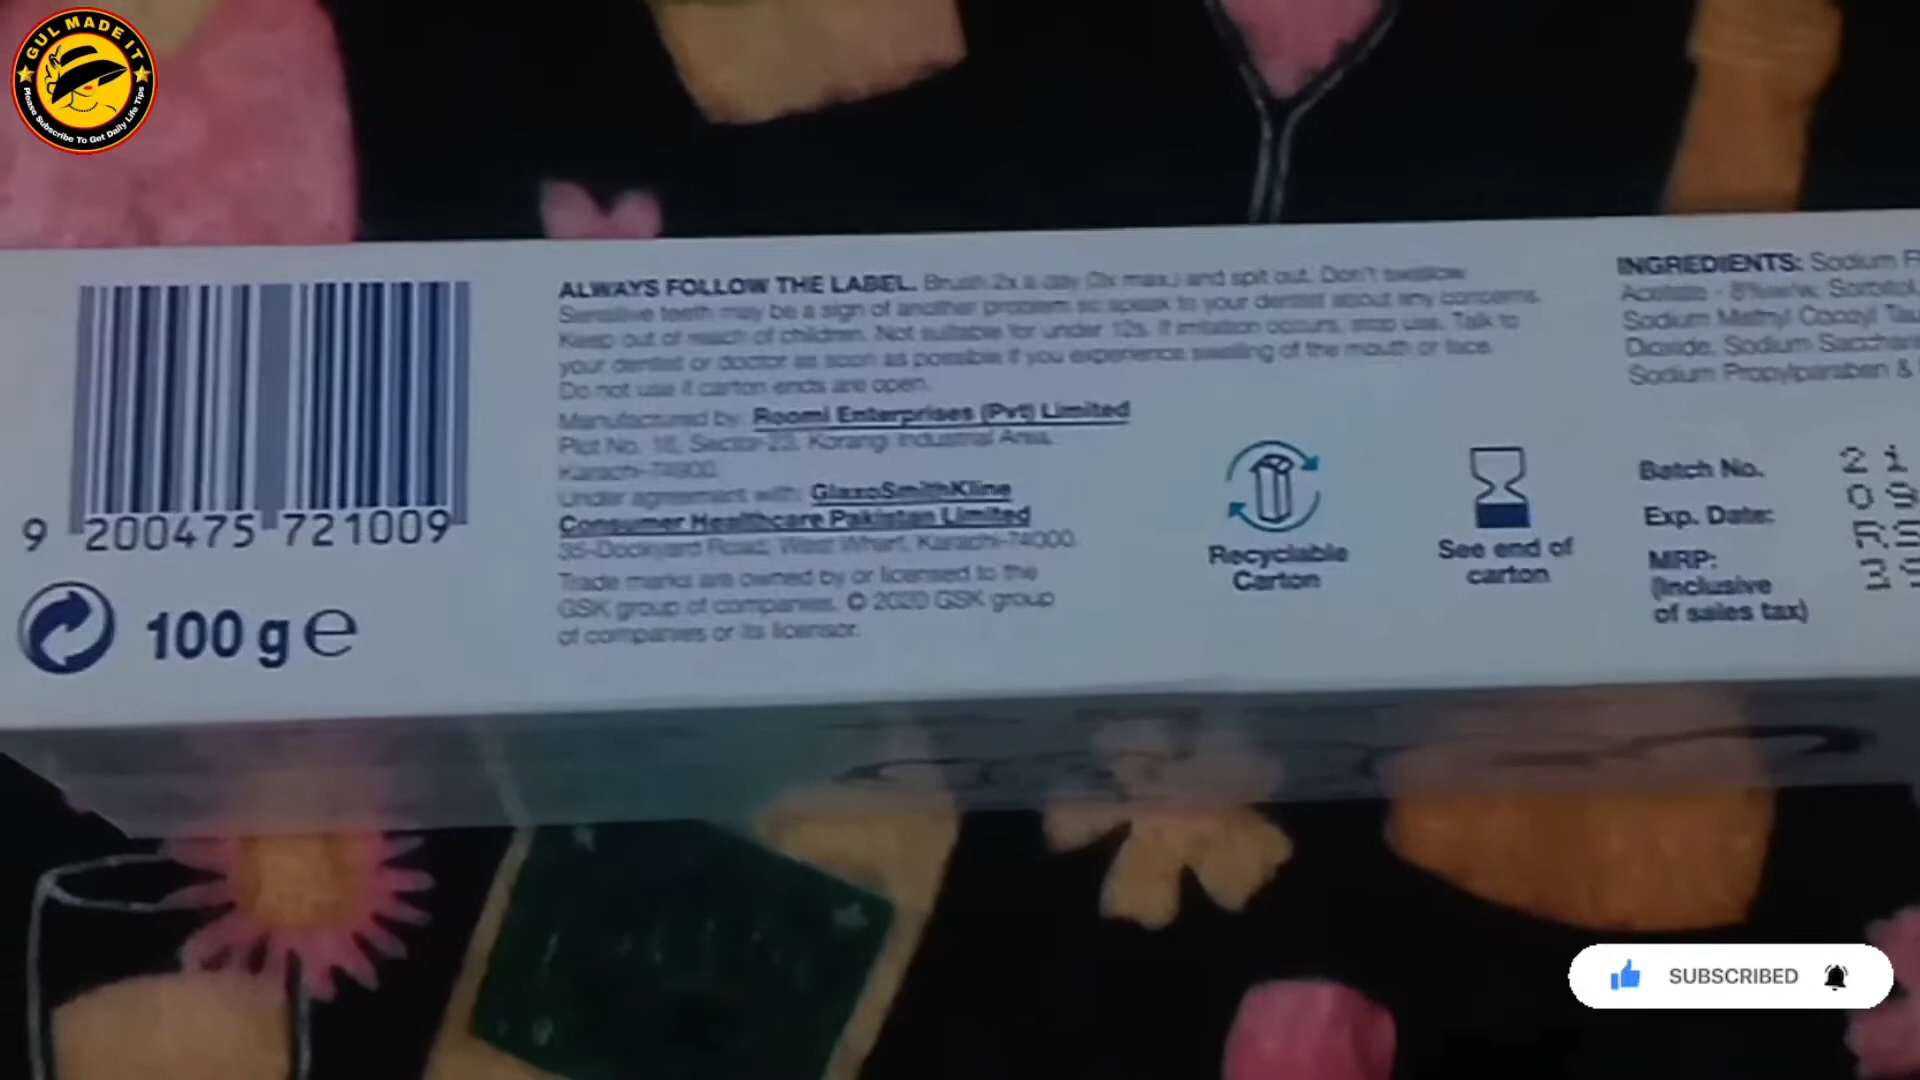 GUL MADE IT
Please Subscribe To Get Daily Life Tips
ALWAYS FOLLOW THE LABEL. Brush 2x a day (3x max.) and spit out. Don't swallow.
Sensitive teeth may be a sign of another problem so speak to your dentist about any concerns.
Keep out of reach of children. Not suitable for under 12s. If irritation occurs, stop use. Talk to
your dentist or doctor as soon as possible if you experience swelling of the mouth or face.
Do not use if carton ends are open.
Manufactured by: Roomi Enterprises (Pvt) Limited
Plot No. Sector-23, Korangi Industrial Area,
Karachi-74900.
Under agreement with: GlaxoSmithKline
Consumer Healthcare Pakistan Limited
35-Dockyard Road, West Wharf, Karachi-74000.
Trade marks are owned by or licensed to the
GSK group of companies. © 2020 GSK group
of companies or its licensor.
9 200475 721009
100 g e
Recyclable
Carton
See end of
carton
INGREDIENTS: Sodium
Acetate - 8%w/w, Sorbitol,
Sodium Methyl Cocoyl
Dioxide, Sodium
Sodium Propylparaben &
Batch No. 21
Exp. Date: 09
MRP:
(Inclusive
of sales tax)
SUBSCRIBED